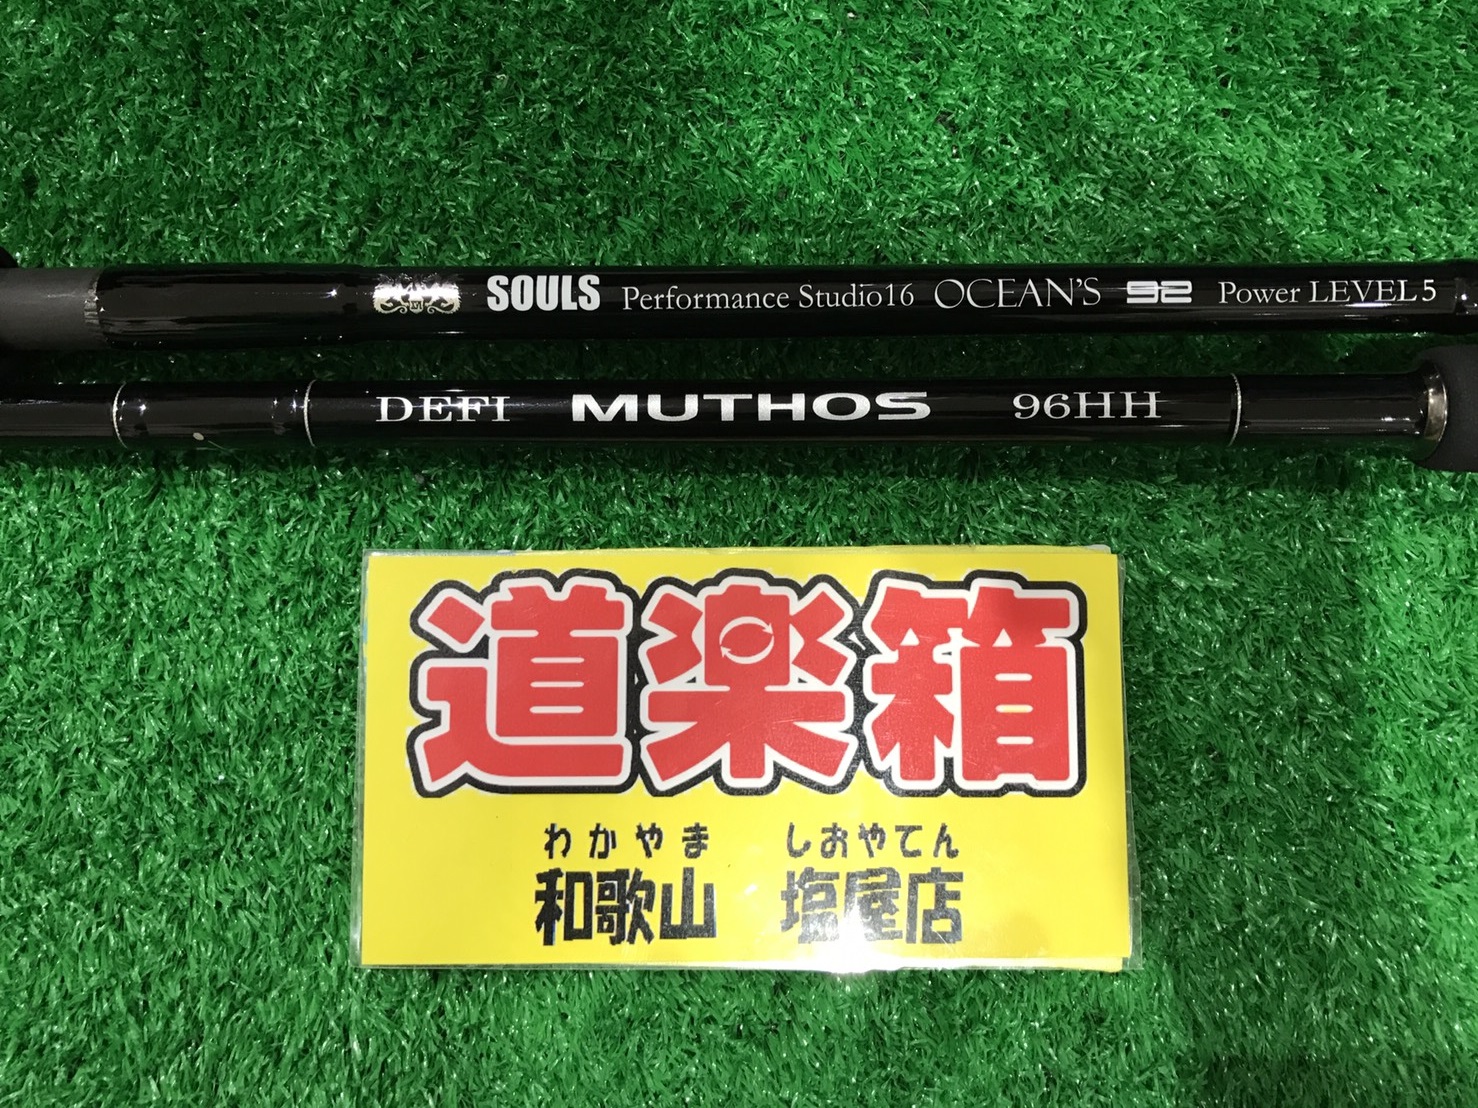 SOULS Performance Studio16 OCEAN'S 92 Power LEVEL5
DEFI MUTHOS 96HH
道楽箱
わかやま しおやてん
和歌山 塩屋店